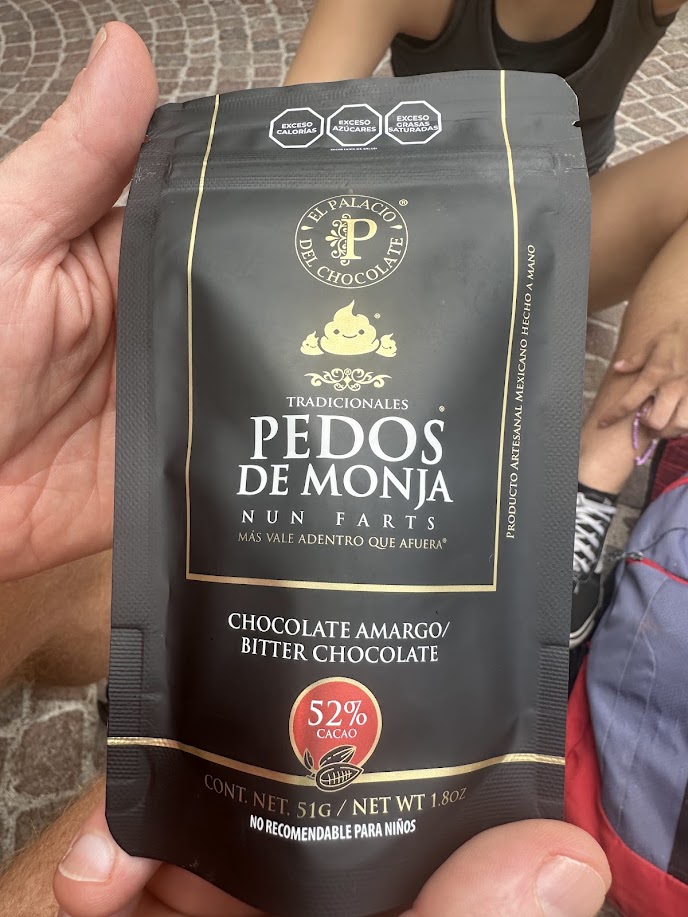 EXCESO CALORÍAS
EXCESO AZÚCARES
EXCESO GRASAS SATURADAS
EL PALACIO DEL CHOCOLATE ®
P
®
TRADICIONALES
PEDOS®
DE MONJA
NUN FARTS
MÁS VALE ADENTRO QUE AFUERA®
PRODUCTO ARTESANAL MEXICANO HECHO A MANO
CHOCOLATE AMARGO/
BITTER CHOCOLATE
52%
CACAO
CONT. NET. 51G / NET WT 1.8OZ
NO RECOMENDABLE PARA NIÑOS